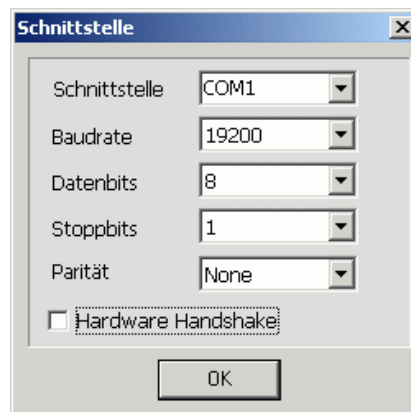 Schnittstelle
Schnittstelle COM1
Baudrate 19200
Datenbits 8
Stoppbits 1
Parität None
Hardware Handshake
OK